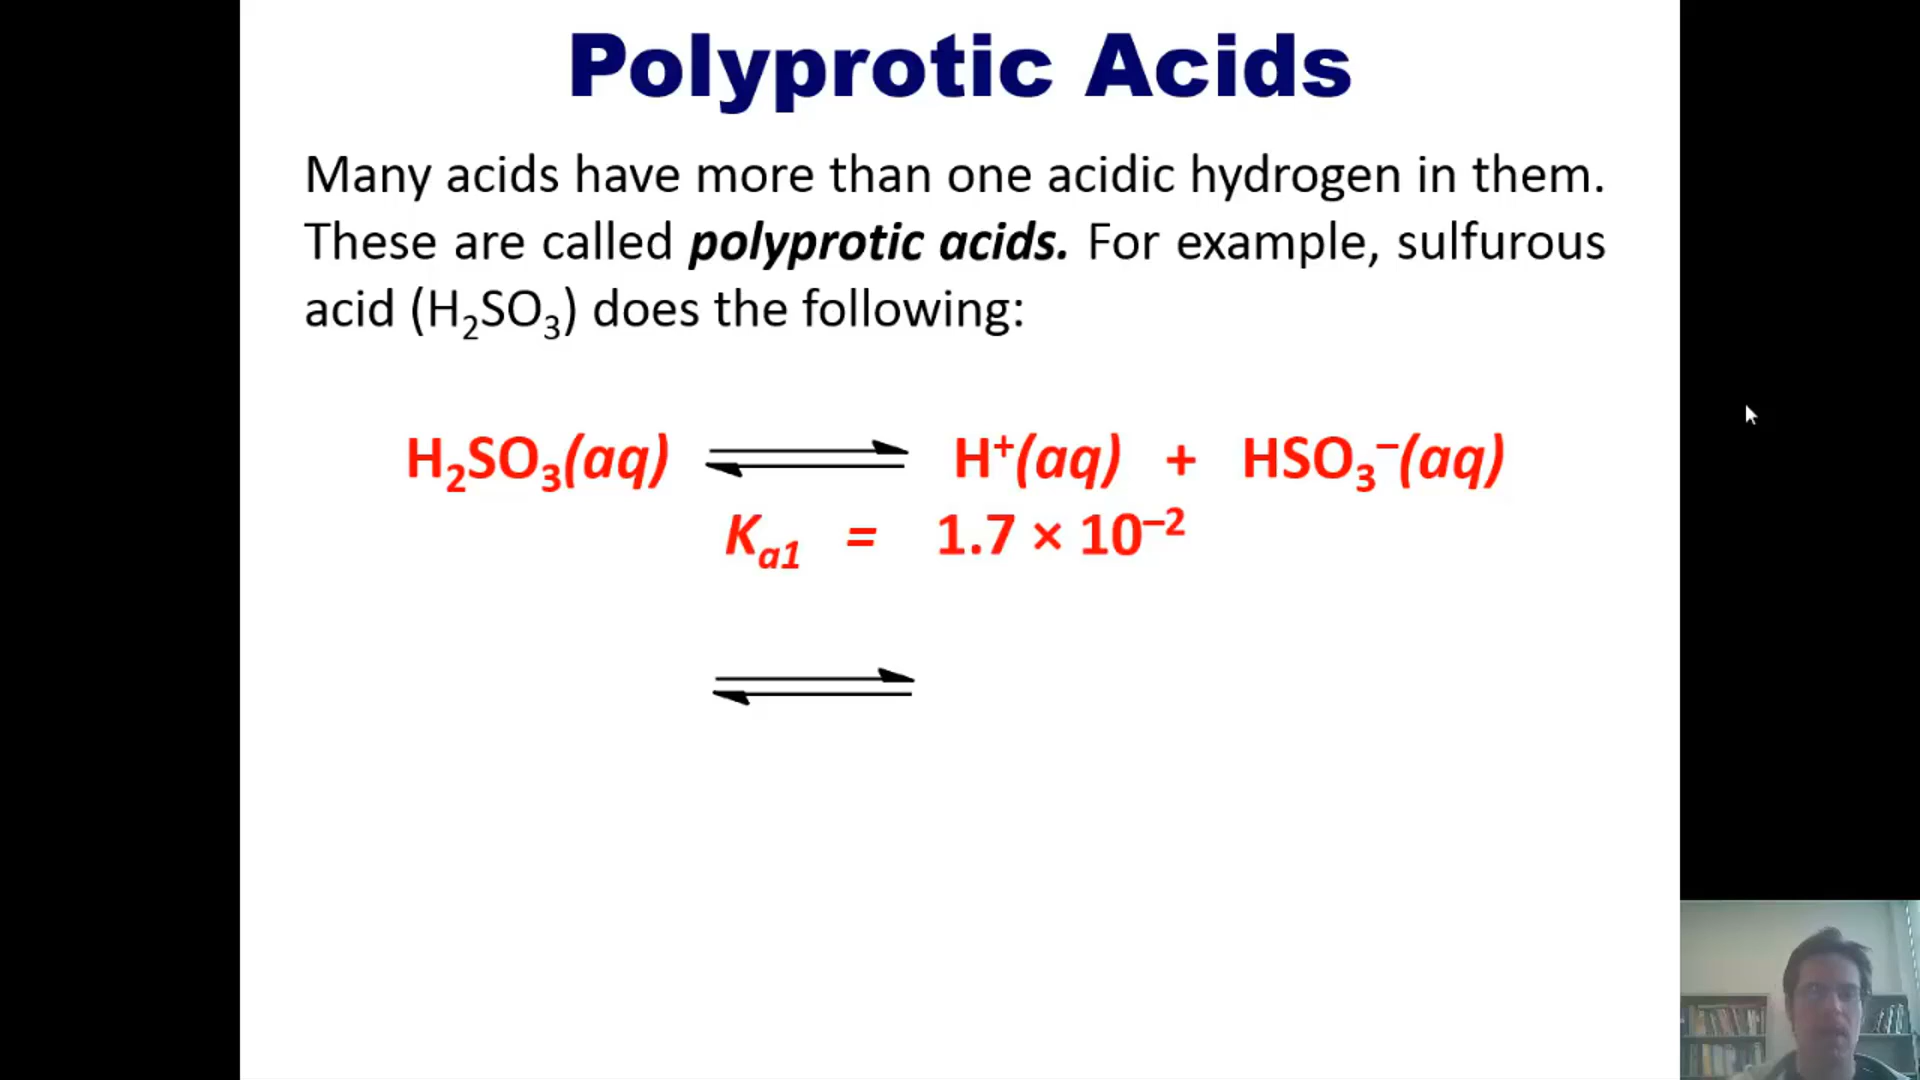 Polyprotic Acids
Many acids have more than one acidic hydrogen in them.
These are called polyprotic acids. For example, sulfurous
acid (H₂SO₃) does the following:
H₂SO₃(aq) ⇌ H⁺(aq) + HSO₃⁻(aq)
Kₐ₁ = 1.7 × 10⁻²
⇌